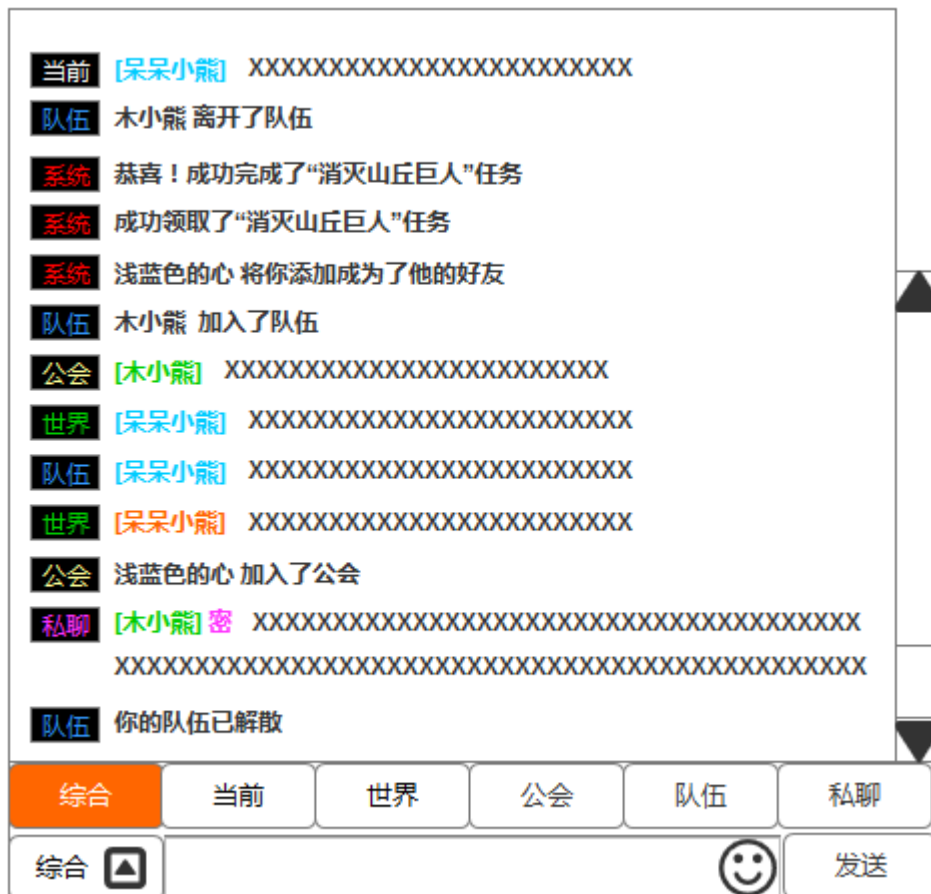 当前 [呆呆小熊] XXXXXXXXXXXXXXXXXXXXXXXX
队伍 木小熊 离开了队伍
系统 恭喜！成功完成了“消灭山丘巨人”任务
系统 成功领取了“消灭山丘巨人”任务
系统 浅蓝色的心 将你添加成为了他的好友
队伍 木小熊 加入了队伍
公会 [木小熊] XXXXXXXXXXXXXXXXXXXXXXXX
世界 [呆呆小熊] XXXXXXXXXXXXXXXXXXXXXXXX
队伍 [呆呆小熊] XXXXXXXXXXXXXXXXXXXXXXXX
世界 [呆呆小熊] XXXXXXXXXXXXXXXXXXXXXXXX
公会 浅蓝色的心 加入了公会
私聊 [木小熊] 密 XXXXXXXXXXXXXXXXXXXXXXXXXXXXXXXXXXXXXX
XXXXXXXXXXXXXXXXXXXXXXXXXXXXXXXXXXXXXXXXXXXXXXX
队伍 你的队伍已解散
综合 当前 世界 公会 队伍 私聊
综合 发送